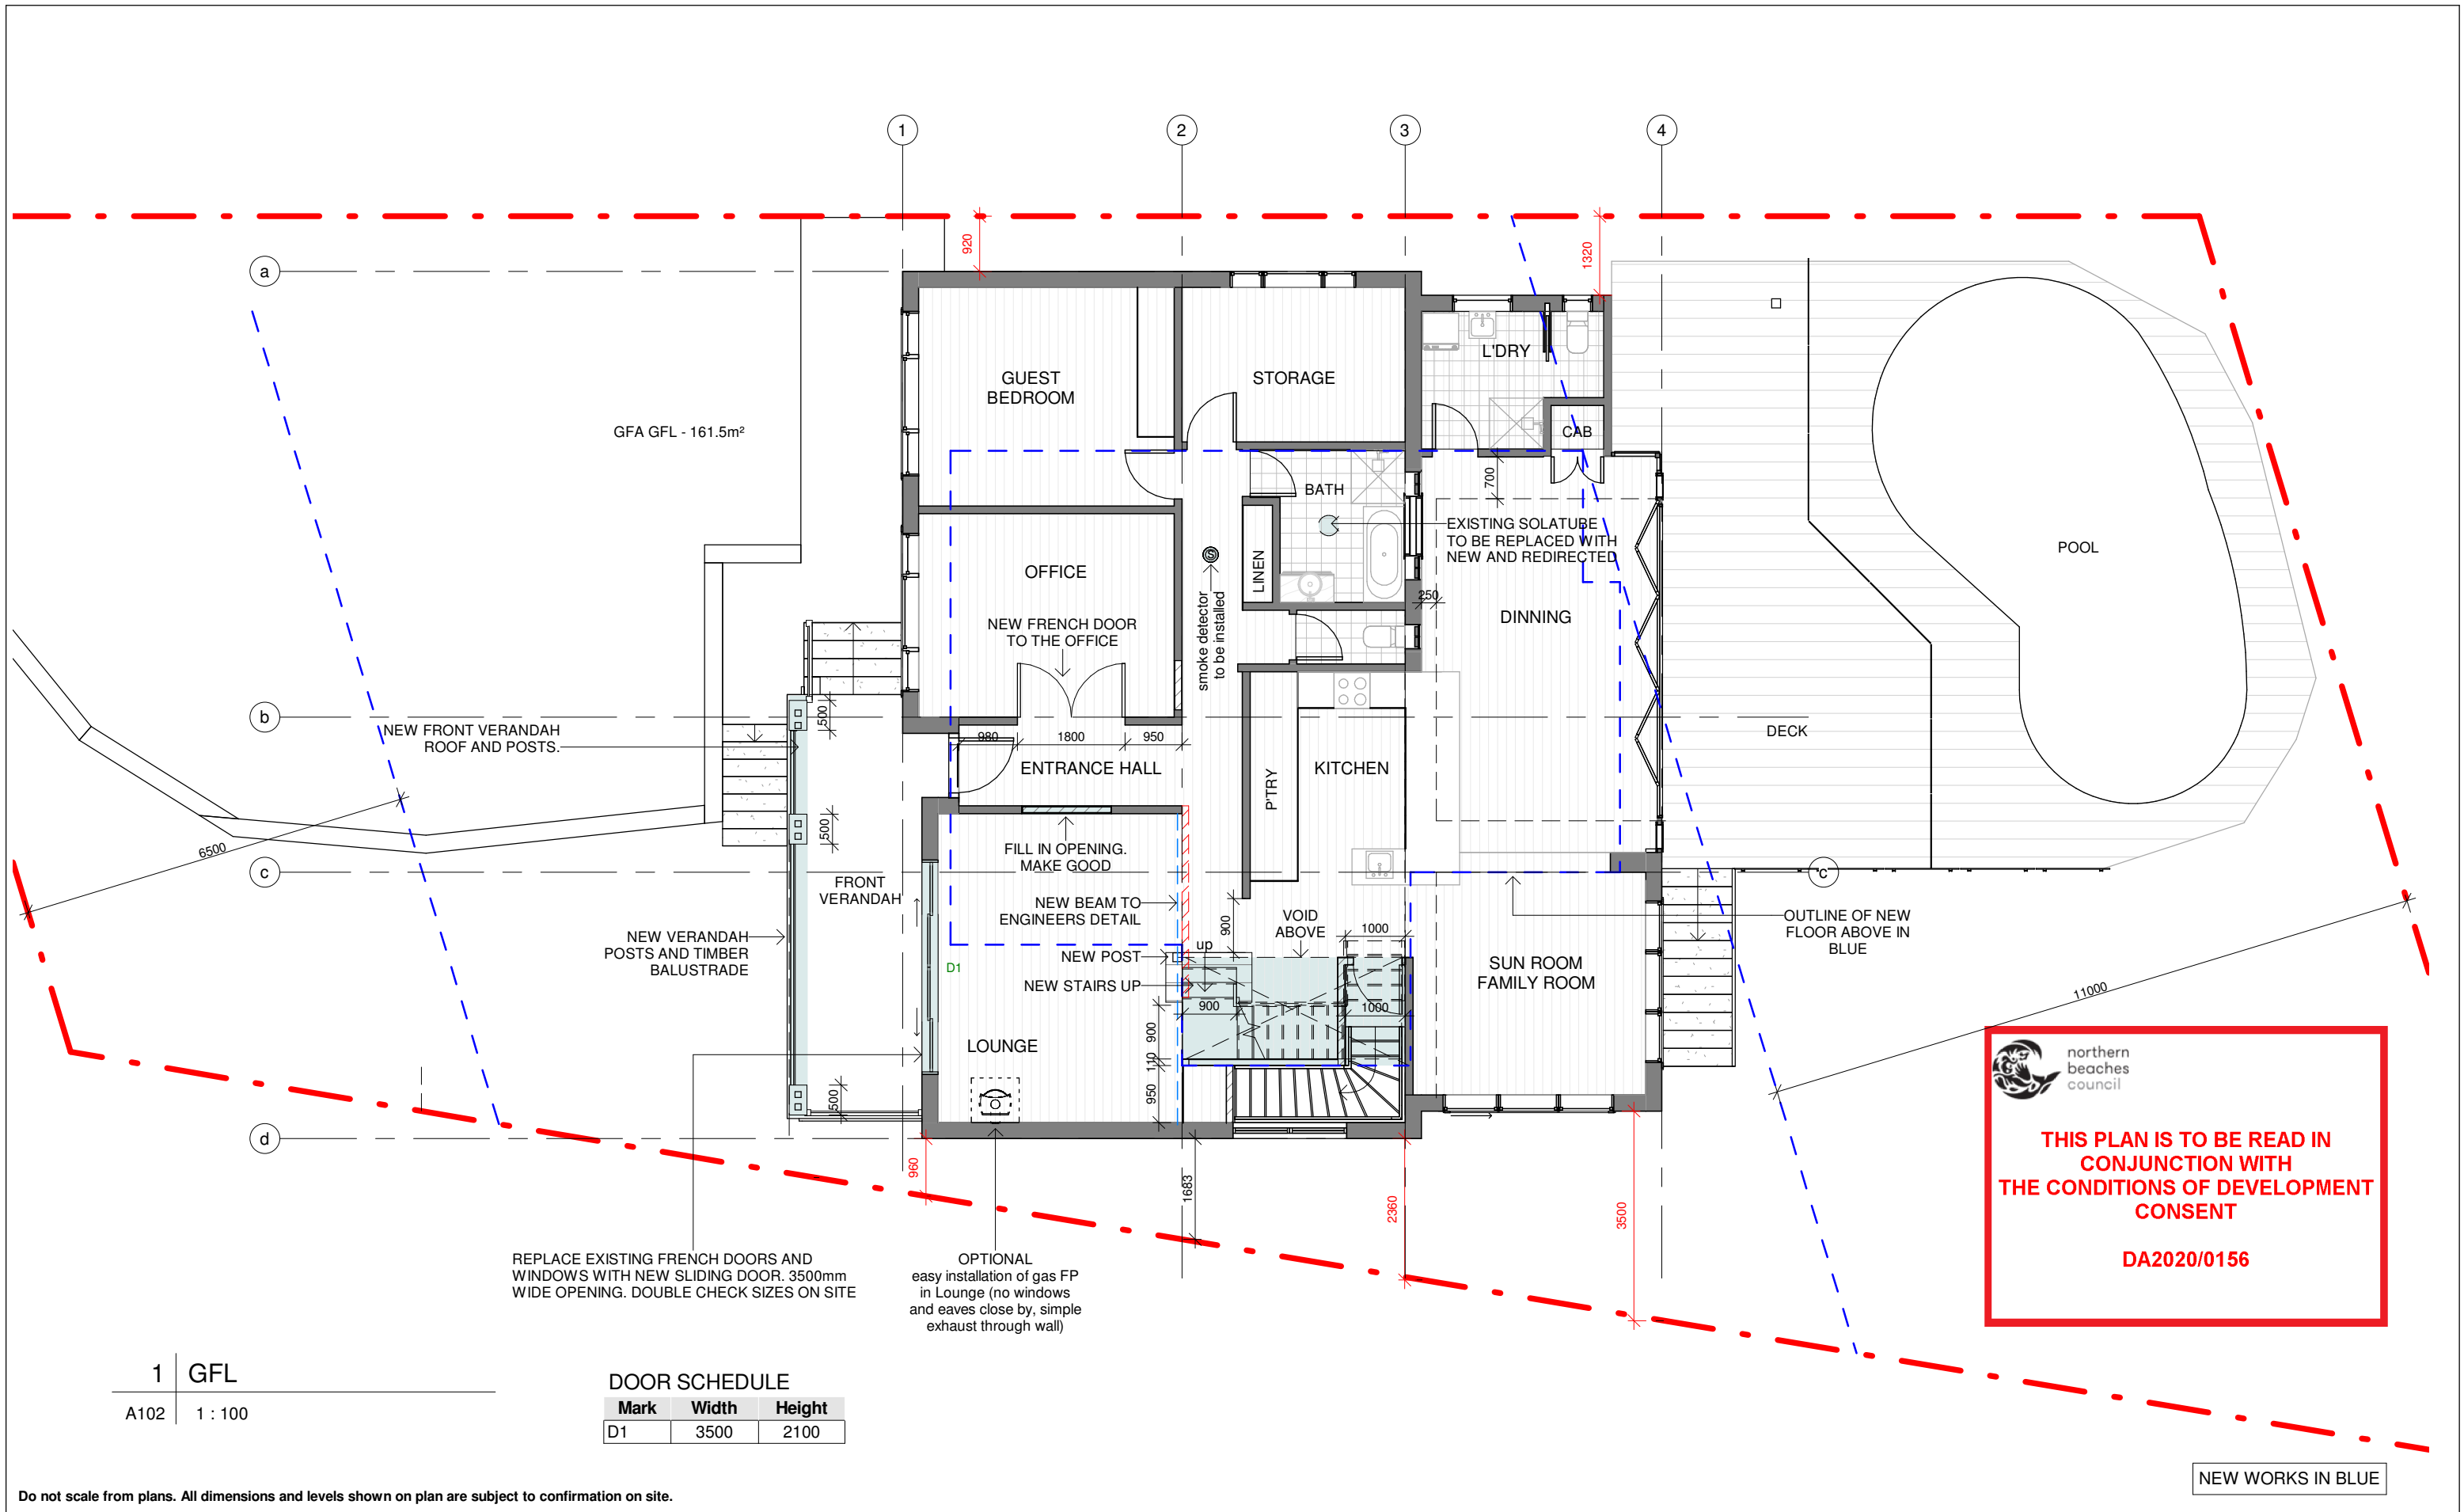 1
2
3
4
a
b
c
d
c
920
1320
GUEST
BEDROOM
STORAGE
L'DRY
CAB
GFA GFL - 161.5m²
BATH
700
EXISTING SOLATUBE
TO BE REPLACED WITH
NEW AND REDIRECTED
POOL
OFFICE
LINEN
S
smoke detector
to be installed
250
DINNING
NEW FRENCH DOOR
TO THE OFFICE
NEW FRONT VERANDAH
ROOF AND POSTS.
500
980
1800
950
DECK
ENTRANCE HALL
P'TRY
KITCHEN
6500
500
FILL IN OPENING.
MAKE GOOD
FRONT
VERANDAH
NEW BEAM TO
ENGINEERS DETAIL
900
VOID
ABOVE
1000
OUTLINE OF NEW
FLOOR ABOVE IN
BLUE
NEW VERANDAH
POSTS AND TIMBER
BALUSTRADE
up
NEW POST
D1
NEW STAIRS UP
SUN ROOM
FAMILY ROOM
900
1000
11000
900
110
950
LOUNGE
500
960
1683
2360
3500
REPLACE EXISTING FRENCH DOORS AND
WINDOWS WITH NEW SLIDING DOOR. 3500mm
WIDE OPENING. DOUBLE CHECK SIZES ON SITE
OPTIONAL
easy installation of gas FP
in Lounge (no windows
and eaves close by, simple
exhaust through wall)
northern
beaches
council
THIS PLAN IS TO BE READ IN
CONJUNCTION WITH
THE CONDITIONS OF DEVELOPMENT
CONSENT
DA2020/0156
1 GFL
A102 1 : 100
DOOR SCHEDULE
Mark Width Height
D1 3500 2100
NEW WORKS IN BLUE
Do not scale from plans. All dimensions and levels shown on plan are subject to confirmation on site.